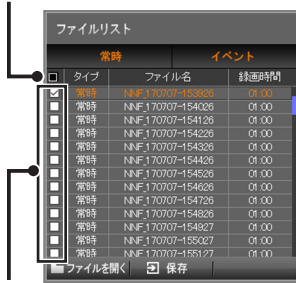 ファイルリスト
常時 イベント
タイプ ファイル名 録画時間
常時 NNF_170707-153926 01:00
常時 NNF_170707-154026 01:00
常時 NNF_170707-154126 01:00
常時 NNF_170707-154226 01:00
常時 NNF_170707-154326 01:00
常時 NNF_170707-154426 01:00
常時 NNF_170707-154526 01:00
常時 NNF_170707-154626 01:00
常時 NNF_170707-154726 01:00
常時 NNF_170707-154826 01:00
常時 NNF_170707-154927 01:00
常時 NNF_170707-155027 01:00
常時 NNF_170707-155127 01:00
ファイルを開く 保存